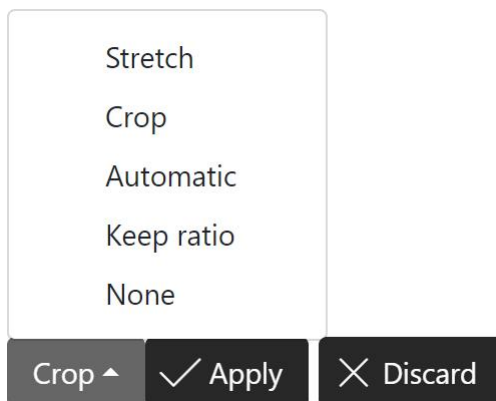 Stretch
Crop
Automatic
Keep ratio
None
Crop Apply Discard